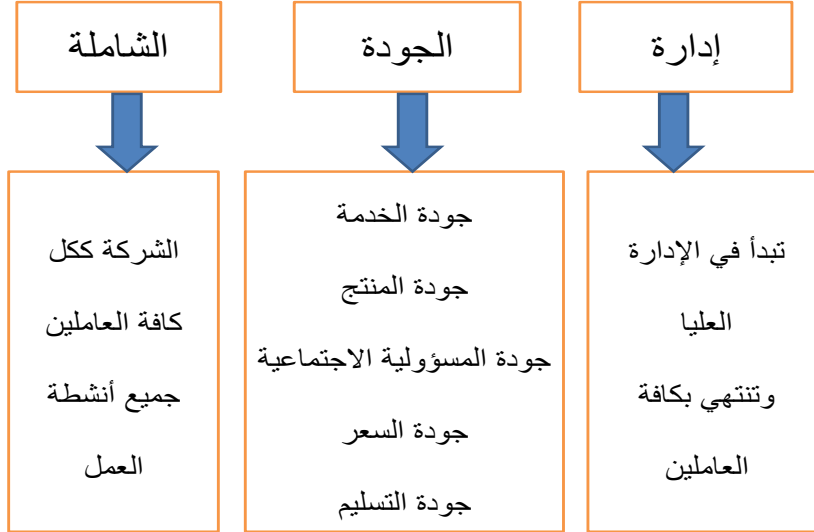 إدارة
الجودة
الشاملة
تبدأ في الإدارة
العليا
وتنتهي بكافة
العاملين
جودة الخدمة
جودة المنتج
جودة المسؤولية الاجتماعية
جودة السعر
جودة التسليم
الشركة ككل
كافة العاملين
جميع أنشطة
العمل